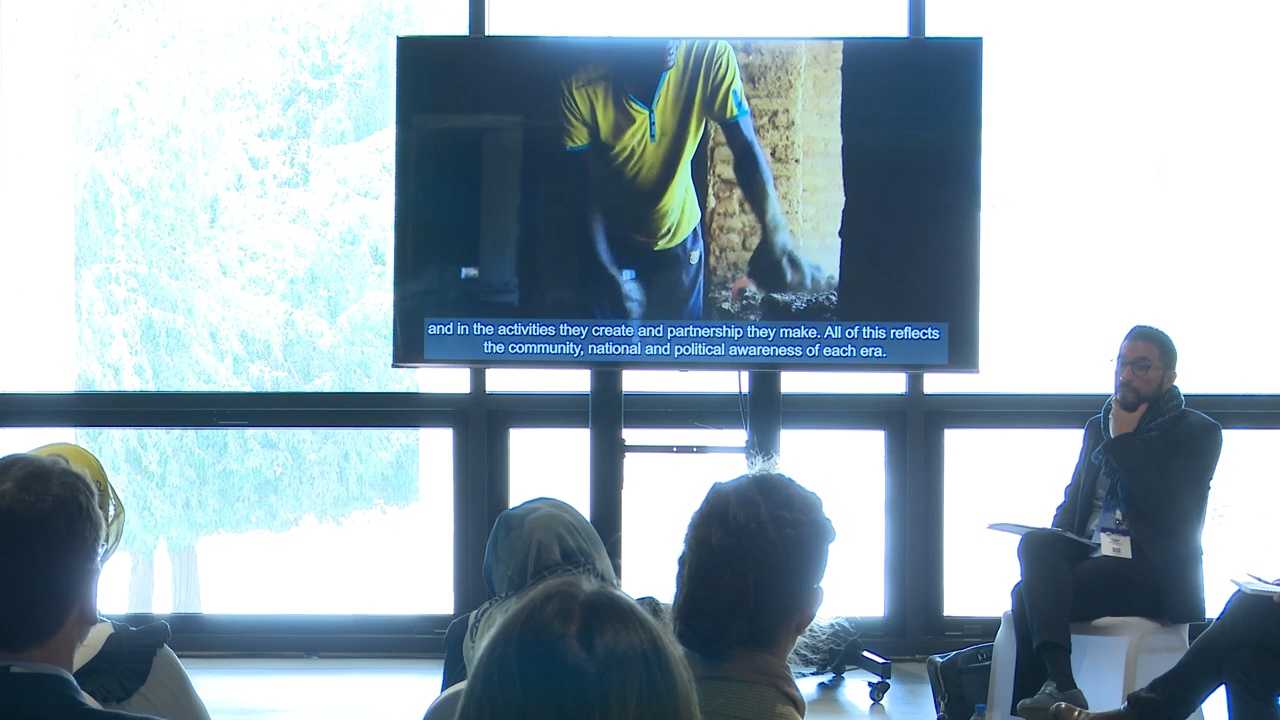 and in the activities they create and partnership they make. All of this reflects
the community, national and political awareness of each era.